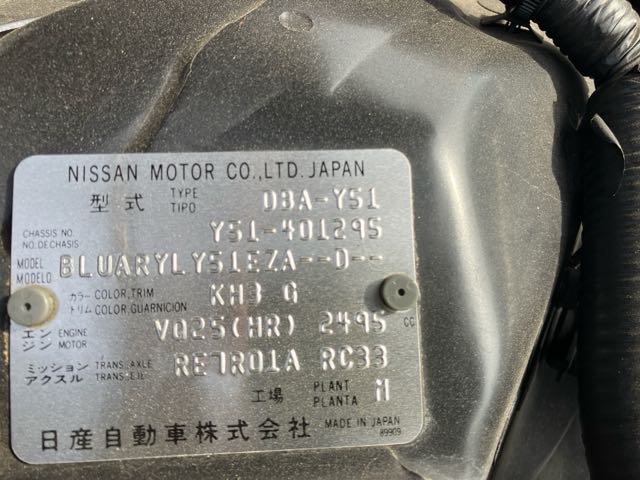 NISSAN MOTOR CO.,LTD. JAPAN
型式 TYPE TIPO DBA-Y51
CHASSIS NO. NO. DE CHASIS Y51-401295
MODEL MODELO BLUARYLY51EZA--D--
カラー トリム COLOR, TRIM COLOR, GUARNICION KH3 G
エンジン ENGINE MOTOR VQ25(HR) 2495 CC
ミッション アクスル TRANS. AXLE TRANS. EJE RE7R01A RC33
工場 PLANT PLANTA M
日産自動車株式会社 MADE IN JAPAN
89909